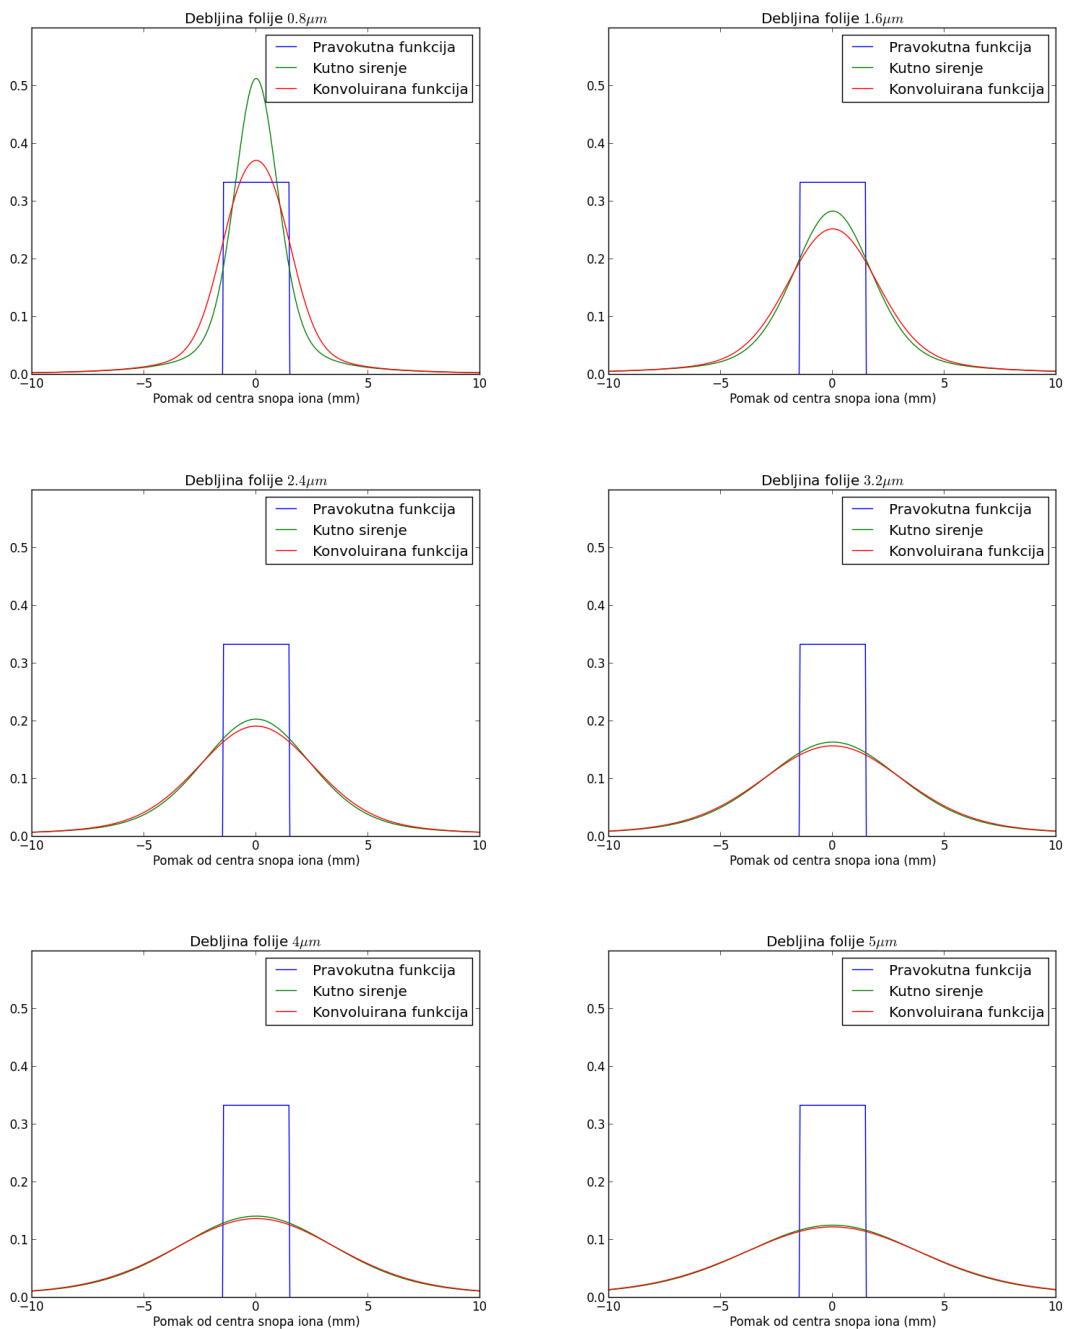 Debljina folije 0.8μm
Pravokutna funkcija
Kutno sirenje
Konvoluirana funkcija
0.5
0.4
0.3
0.2
0.1
0.0
−10 −5 0 5 10
Pomak od centra snopa iona (mm)
Debljina folije 1.6μm
Pravokutna funkcija
Kutno sirenje
Konvoluirana funkcija
0.5
0.4
0.3
0.2
0.1
0.0
−10 −5 0 5 10
Pomak od centra snopa iona (mm)
Debljina folije 2.4μm
Pravokutna funkcija
Kutno sirenje
Konvoluirana funkcija
0.5
0.4
0.3
0.2
0.1
0.0
−10 −5 0 5 10
Pomak od centra snopa iona (mm)
Debljina folije 3.2μm
Pravokutna funkcija
Kutno sirenje
Konvoluirana funkcija
0.5
0.4
0.3
0.2
0.1
0.0
−10 −5 0 5 10
Pomak od centra snopa iona (mm)
Debljina folije 4μm
Pravokutna funkcija
Kutno sirenje
Konvoluirana funkcija
0.5
0.4
0.3
0.2
0.1
0.0
−10 −5 0 5 10
Pomak od centra snopa iona (mm)
Debljina folije 5μm
Pravokutna funkcija
Kutno sirenje
Konvoluirana funkcija
0.5
0.4
0.3
0.2
0.1
0.0
−10 −5 0 5 10
Pomak od centra snopa iona (mm)